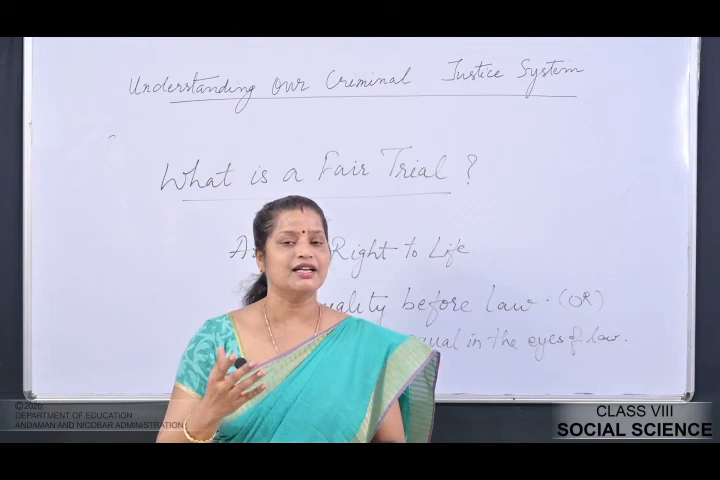 Understanding Our Criminal Justice System
What is a Fair Trial ?
Right to Life
before law. (OR)
in the eyes of law.
© 2020
DEPARTMENT OF EDUCATION
ANDAMAN AND NICOBAR ADMINISTRATION
CLASS VIII
SOCIAL SCIENCE